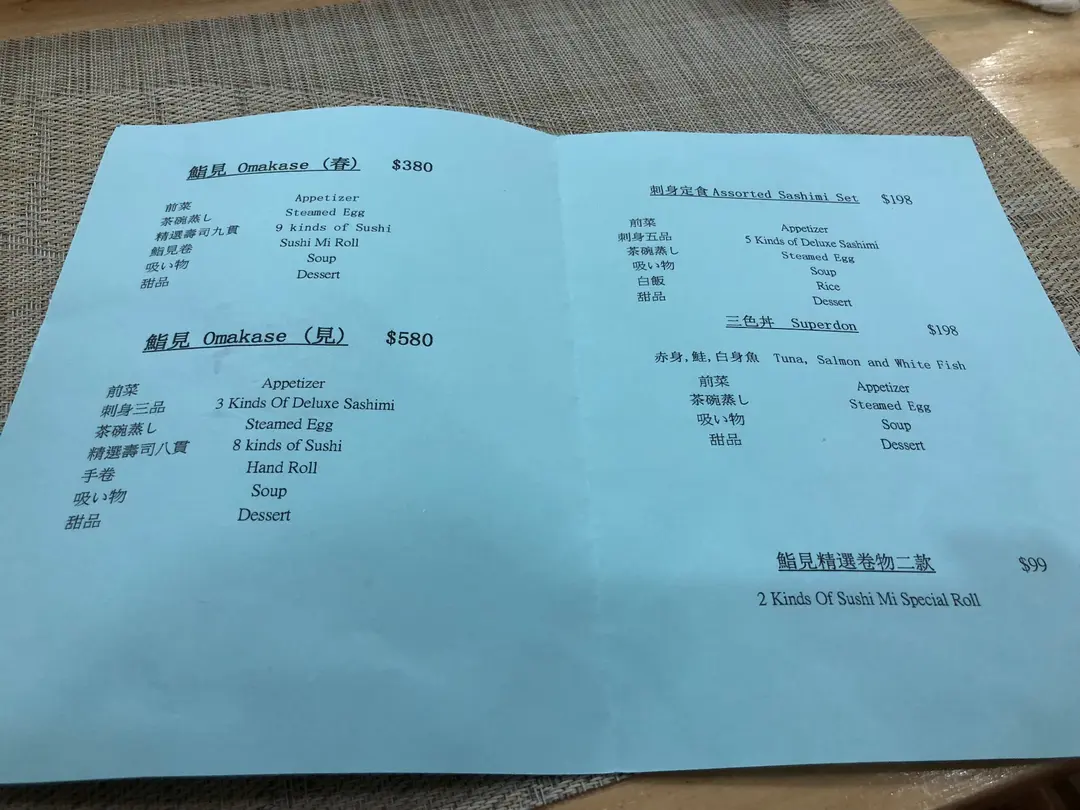 鮨見 Omakase (春) $380
前菜 Appetizer
茶碗蒸し Steamed Egg
精選壽司九貫 9 kinds of Sushi
鮨見卷 Sushi Mi Roll
吸い物 Soup
甜品 Dessert
鮨見 Omakase (見) $580
前菜 Appetizer
刺身三品 3 Kinds Of Deluxe Sashimi
茶碗蒸し Steamed Egg
精選壽司八貫 8 kinds of Sushi
手卷 Hand Roll
吸い物 Soup
甜品 Dessert
刺身定食 Assorted Sashimi Set $198
前菜 Appetizer
刺身五品 5 Kinds of Deluxe Sashimi
茶碗蒸し Steamed Egg
吸い物 Soup
白飯 Rice
甜品 Dessert
三色丼 Superdon $198
赤身,鮭,白身魚 Tuna, Salmon and White Fish
前菜 Appetizer
茶碗蒸し Steamed Egg
吸い物 Soup
甜品 Dessert
鮨見精選卷物二款 $99
2 Kinds Of Sushi Mi Special Roll